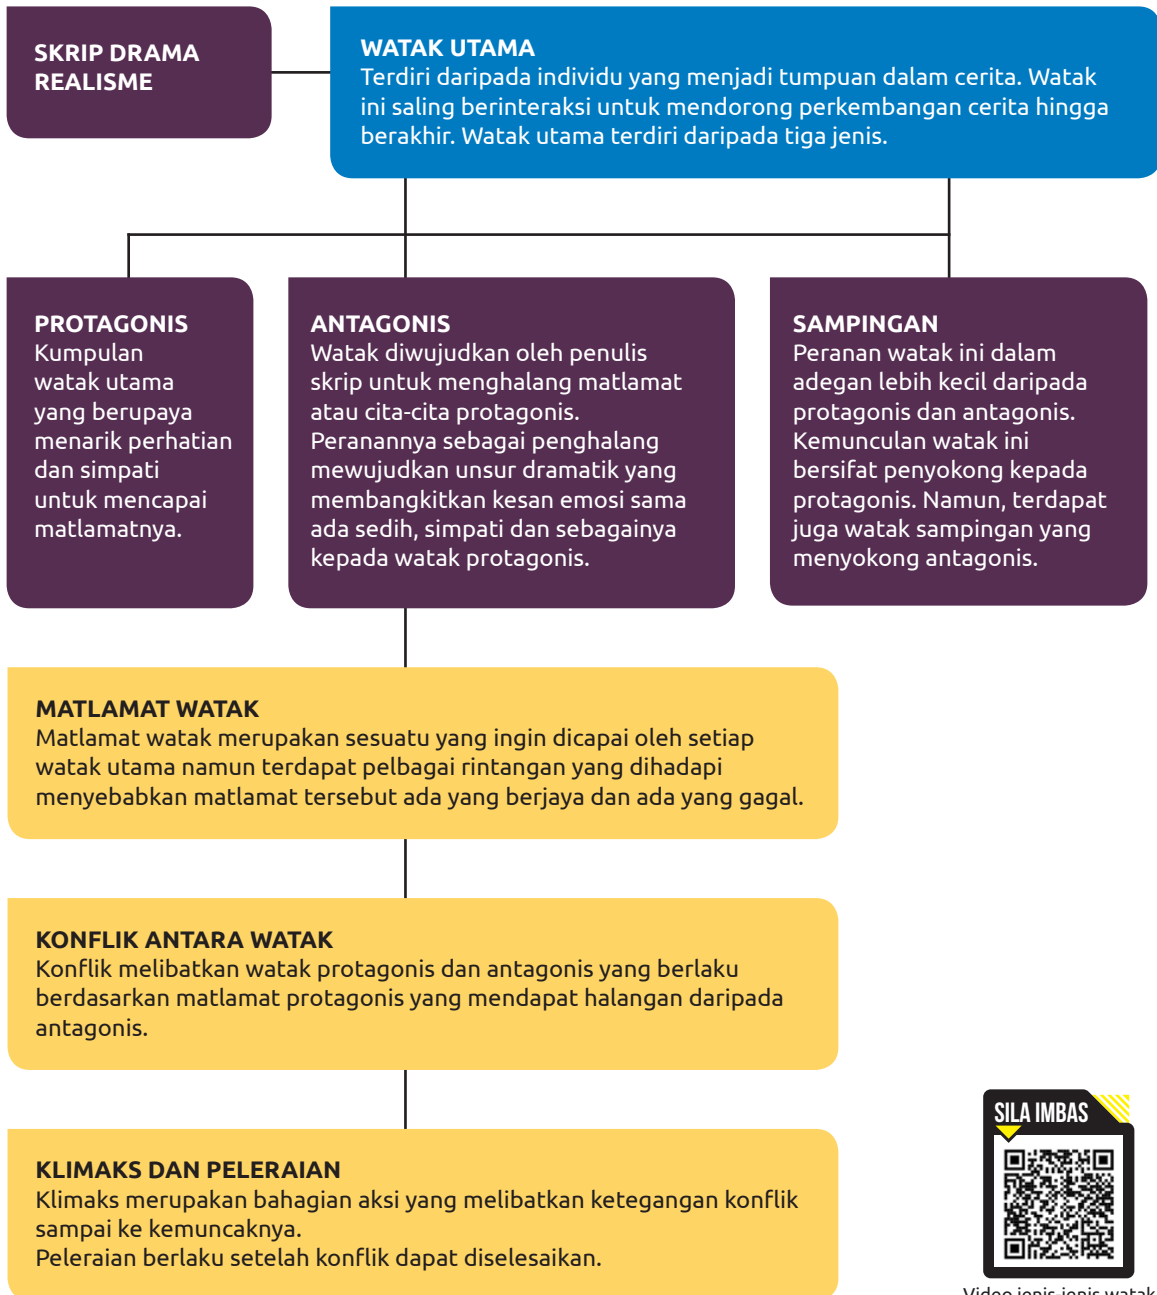 SKRIP DRAMA
REALISME
WATAK UTAMA
Terdiri daripada individu yang menjadi tumpuan dalam cerita. Watak
ini saling berinteraksi untuk mendorong perkembangan cerita hingga
berakhir. Watak utama terdiri daripada tiga jenis.
PROTAGONIS
Kumpulan
watak utama
yang berupaya
menarik perhatian
dan simpati
untuk mencapai
matlamatnya.
ANTAGONIS
Watak diwujudkan oleh penulis
skrip untuk menghalang matlamat
atau cita-cita protagonis.
Peranannya sebagai penghalang
mewujudkan unsur dramatik yang
membangkitkan kesan emosi sama
ada sedih, simpati dan sebagainya
kepada watak protagonis.
SAMPINGAN
Peranan watak ini dalam
adegan lebih kecil daripada
protagonis dan antagonis.
Kemunculan watak ini
bersifat penyokong kepada
protagonis. Namun, terdapat
juga watak sampingan yang
menyokong antagonis.
MATLAMAT WATAK
Matlamat watak merupakan sesuatu yang ingin dicapai oleh setiap
watak utama namun terdapat pelbagai rintangan yang dihadapi
menyebabkan matlamat tersebut ada yang berjaya dan ada yang gagal.
KONFLIK ANTARA WATAK
Konflik melibatkan watak protagonis dan antagonis yang berlaku
berdasarkan matlamat protagonis yang mendapat halangan daripada
antagonis.
KLIMAKS DAN PELERAIAN
Klimaks merupakan bahagian aksi yang melibatkan ketegangan konflik
sampai ke kemuncaknya.
Peleraian berlaku setelah konflik dapat diselesaikan.
SILA IMBAS
Video jenis-jenis watak